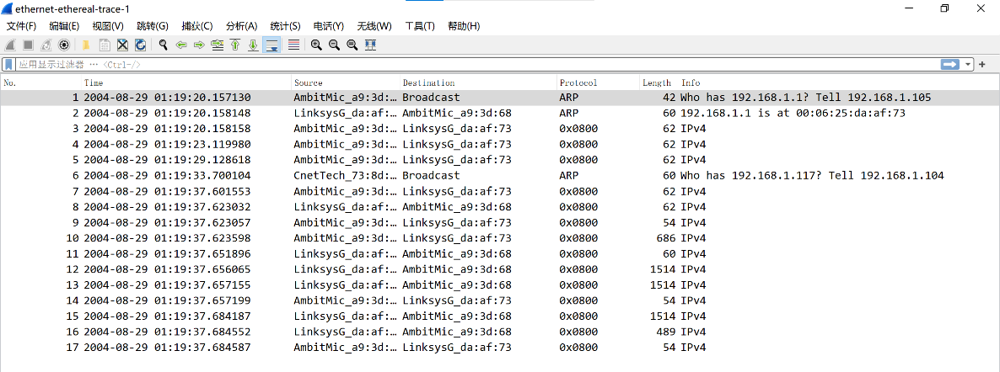 ethernet-ethereal-trace-1
文件(F) 编辑(E) 视图(V) 跳转(G) 捕获(C) 分析(A) 统计(S) 电话(Y) 无线(W) 工具(T) 帮助(H)
应用显示过滤器 … <Ctrl-/>
No. Time Source Destination Protocol Length Info
1 2004-08-29 01:19:20.157130 AmbitMic_a9:3d:… Broadcast ARP 42 Who has 192.168.1.1? Tell 192.168.1.105
2 2004-08-29 01:19:20.158148 LinksysG_da:af:… AmbitMic_a9:3d:68 ARP 60 192.168.1.1 is at 00:06:25:da:af:73
3 2004-08-29 01:19:20.158158 AmbitMic_a9:3d:… LinksysG_da:af:73 0x0800 62 IPv4
4 2004-08-29 01:19:23.119980 AmbitMic_a9:3d:… LinksysG_da:af:73 0x0800 62 IPv4
5 2004-08-29 01:19:29.128618 AmbitMic_a9:3d:… LinksysG_da:af:73 0x0800 62 IPv4
6 2004-08-29 01:19:33.700104 CnetTech_73:8d:… Broadcast ARP 60 Who has 192.168.1.117? Tell 192.168.1.104
7 2004-08-29 01:19:37.601553 AmbitMic_a9:3d:… LinksysG_da:af:73 0x0800 62 IPv4
8 2004-08-29 01:19:37.623032 LinksysG_da:af:… AmbitMic_a9:3d:68 0x0800 62 IPv4
9 2004-08-29 01:19:37.623057 AmbitMic_a9:3d:… LinksysG_da:af:73 0x0800 54 IPv4
10 2004-08-29 01:19:37.623598 AmbitMic_a9:3d:… LinksysG_da:af:73 0x0800 686 IPv4
11 2004-08-29 01:19:37.651896 LinksysG_da:af:… AmbitMic_a9:3d:68 0x0800 60 IPv4
12 2004-08-29 01:19:37.656065 LinksysG_da:af:… AmbitMic_a9:3d:68 0x0800 1514 IPv4
13 2004-08-29 01:19:37.657155 LinksysG_da:af:… AmbitMic_a9:3d:68 0x0800 1514 IPv4
14 2004-08-29 01:19:37.657199 AmbitMic_a9:3d:… LinksysG_da:af:73 0x0800 54 IPv4
15 2004-08-29 01:19:37.684187 LinksysG_da:af:… AmbitMic_a9:3d:68 0x0800 1514 IPv4
16 2004-08-29 01:19:37.684552 LinksysG_da:af:… AmbitMic_a9:3d:68 0x0800 489 IPv4
17 2004-08-29 01:19:37.684587 AmbitMic_a9:3d:… LinksysG_da:af:73 0x0800 54 IPv4